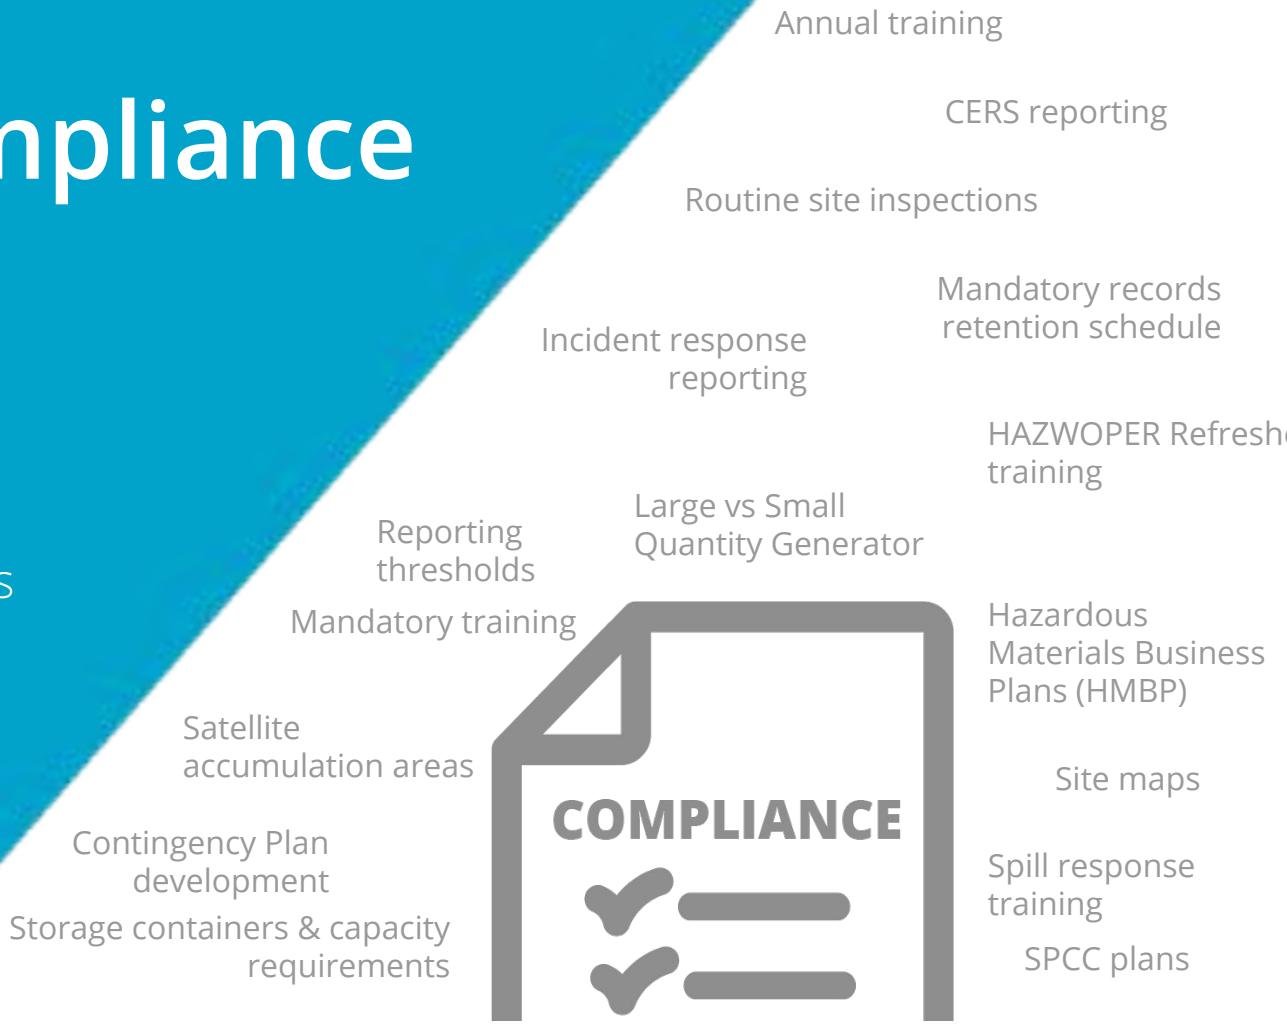 Annual training
mpliance
CERS reporting
Routine site inspections
Mandatory records
retention schedule
Incident response
reporting
HAZWOPER Refreshe
training
Large vs Small
Quantity Generator
Reporting
thresholds
s
Mandatory training
Hazardous
Materials Business
Plans (HMBP)
Satellite
accumulation areas
Site maps
COMPLIANCE
Contingency Plan
development
Spill response
training
Storage containers & capacity
requirements
SPCC plans